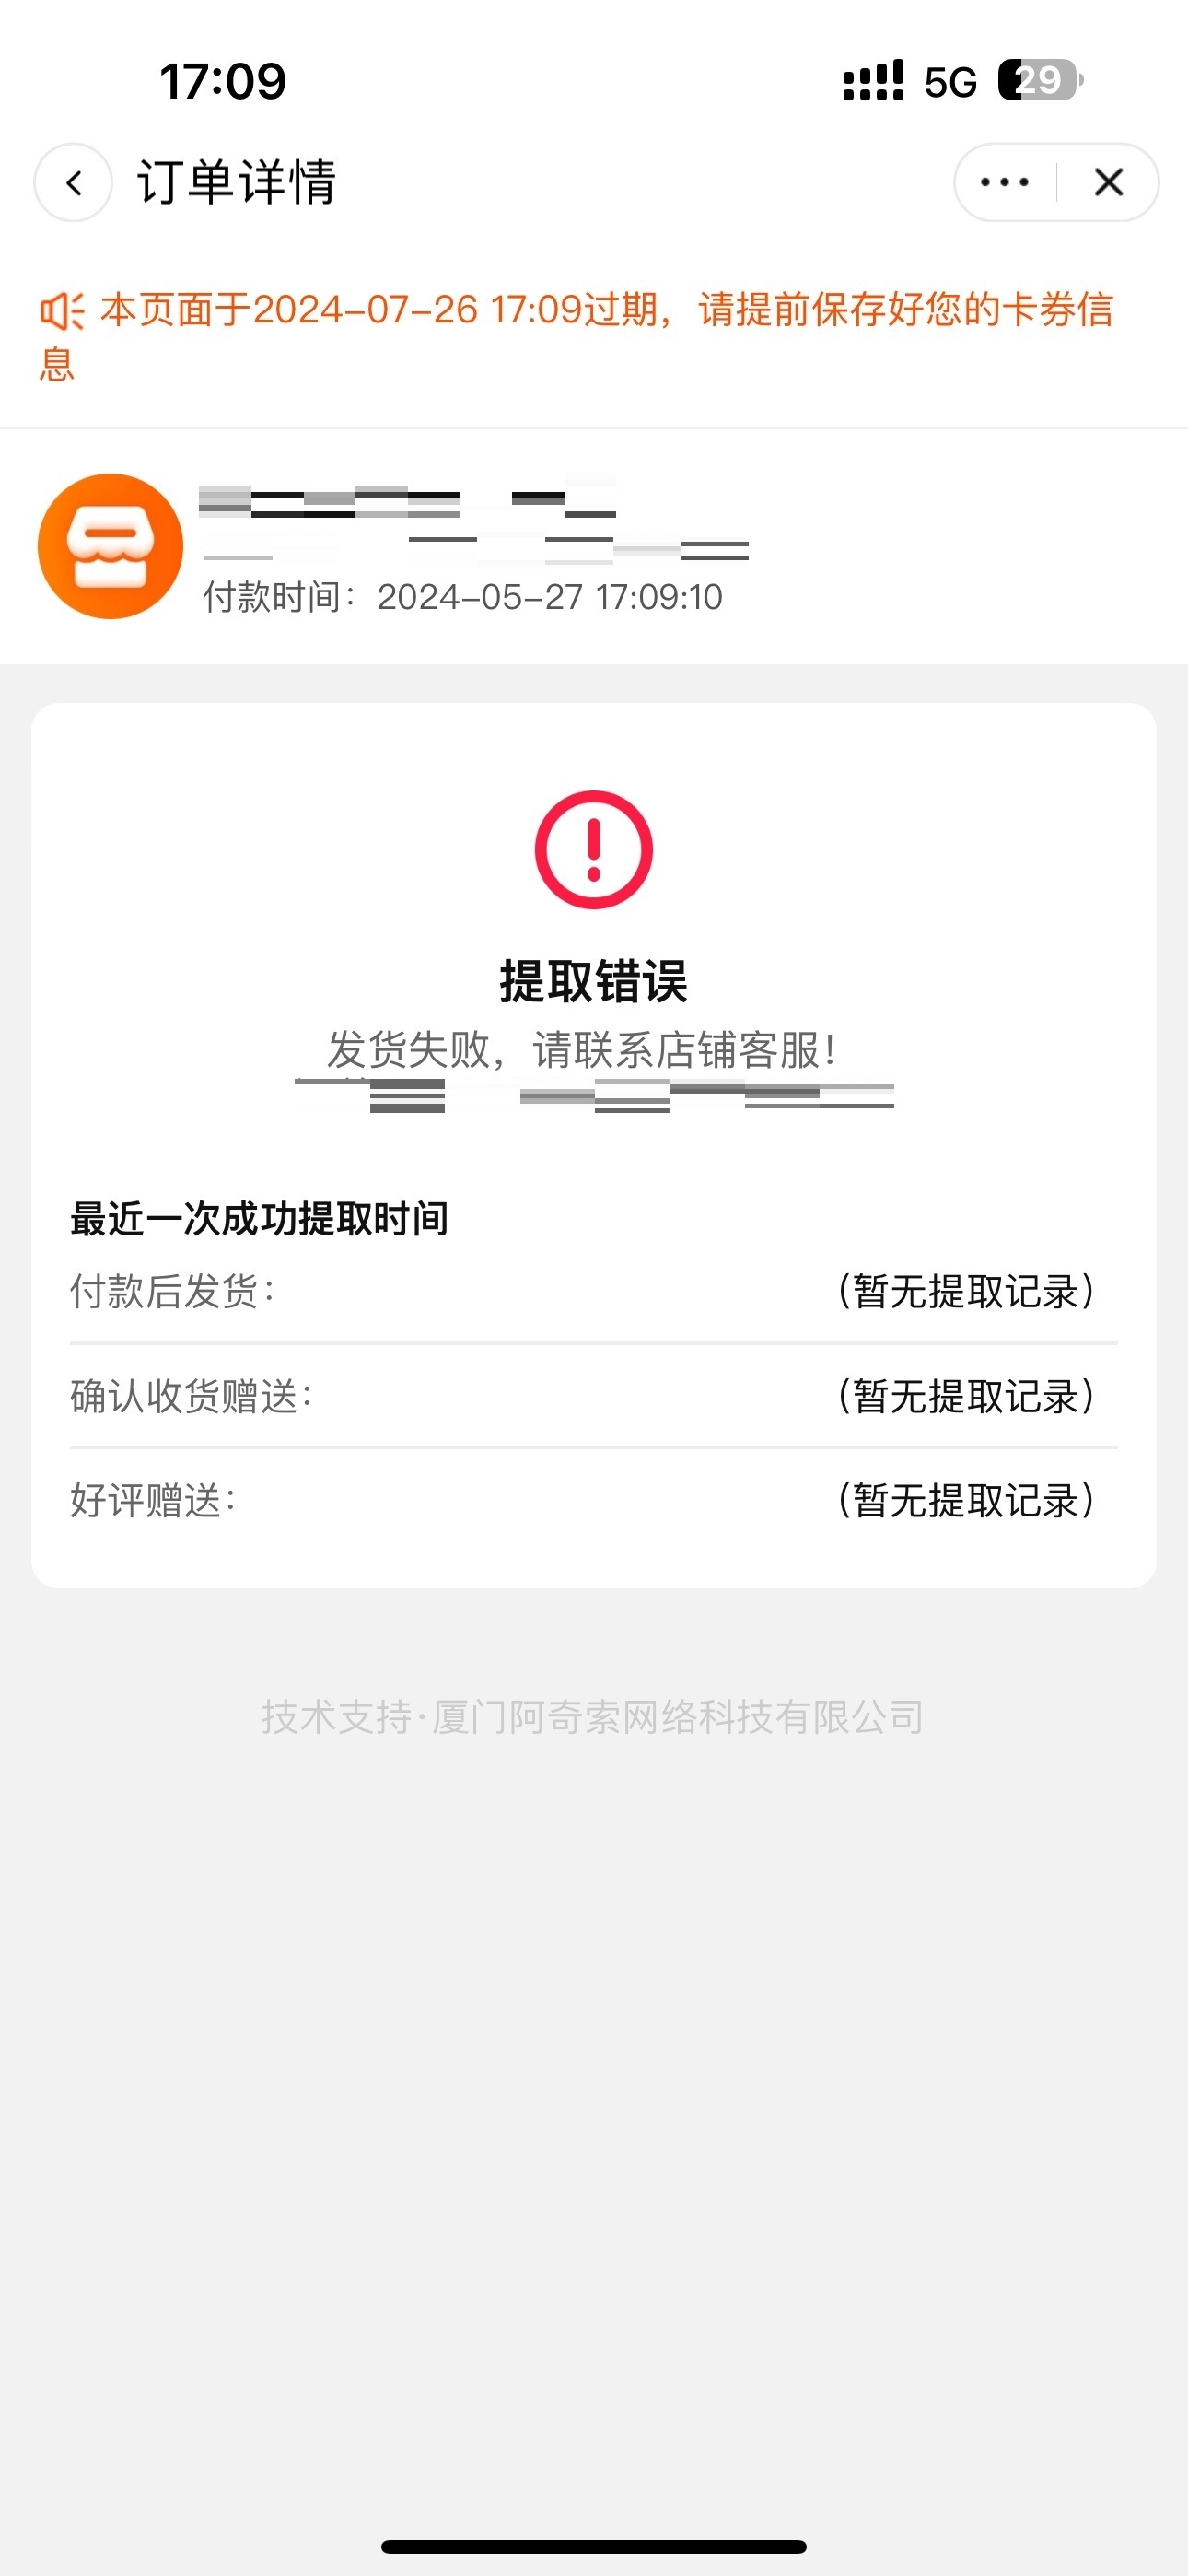 17:09
5G
29
订单详情
本页面于2024-07-26 17:09过期，请提前保存好您的卡券信
息
付款时间：2024-05-27 17:09:10
提取错误
发货失败，请联系店铺客服！
最近一次成功提取时间
付款后发货：
（暂无提取记录）
确认收货赠送：
（暂无提取记录）
好评赠送：
（暂无提取记录）
技术支持·厦门阿奇索网络科技有限公司